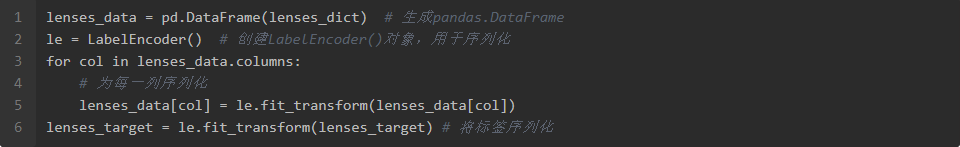 1 lenses_data = pd.DataFrame(lenses_dict)  # 生成pandas.DataFrame
2 le = LabelEncoder()  # 创建LabelEncoder()对象，用于序列化
3 for col in lenses_data.columns:
4     # 为每一列序列化
5     lenses_data[col] = le.fit_transform(lenses_data[col])
6 lenses_target = le.fit_transform(lenses_target) # 将标签序列化